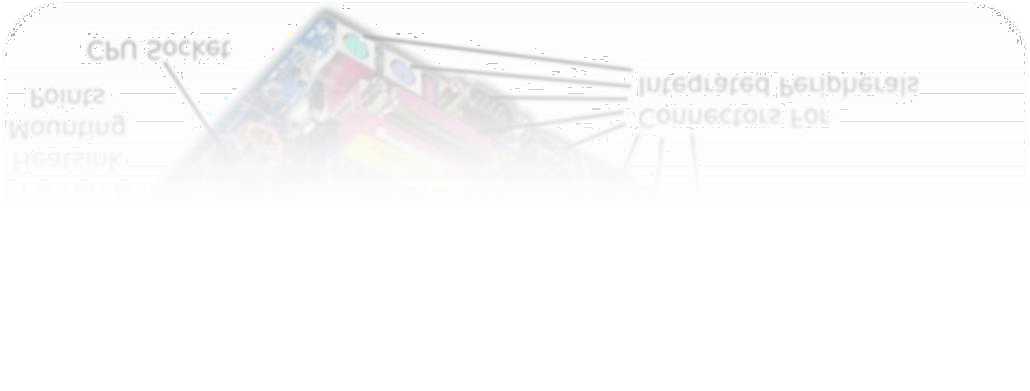 CPU Socket
Points
Mounting
Heatsink
Integrated Peripherals
Connectors For